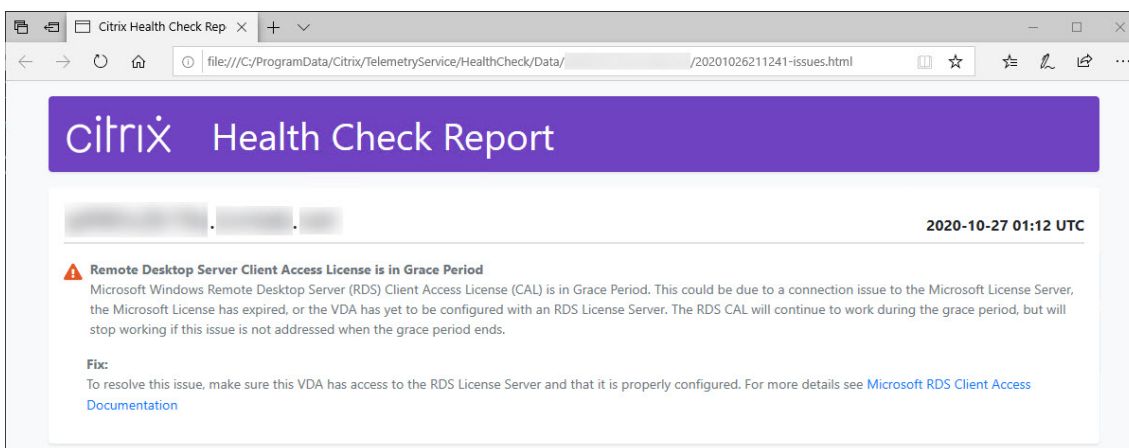 Citrix Health Check Rep
file:///C:/ProgramData/Citrix/TelemetryService/HealthCheck/Data/ /20201026211241-issues.html
citrix Health Check Report
. .
2020-10-27 01:12 UTC
Remote Desktop Server Client Access License is in Grace Period
Microsoft Windows Remote Desktop Server (RDS) Client Access License (CAL) is in Grace Period. This could be due to a connection issue to the Microsoft License Server,
the Microsoft License has expired, or the VDA has yet to be configured with an RDS License Server. The RDS CAL will continue to work during the grace period, but will
stop working if this issue is not addressed when the grace period ends.
Fix:
To resolve this issue, make sure this VDA has access to the RDS License Server and that it is properly configured. For more details see Microsoft RDS Client Access
Documentation